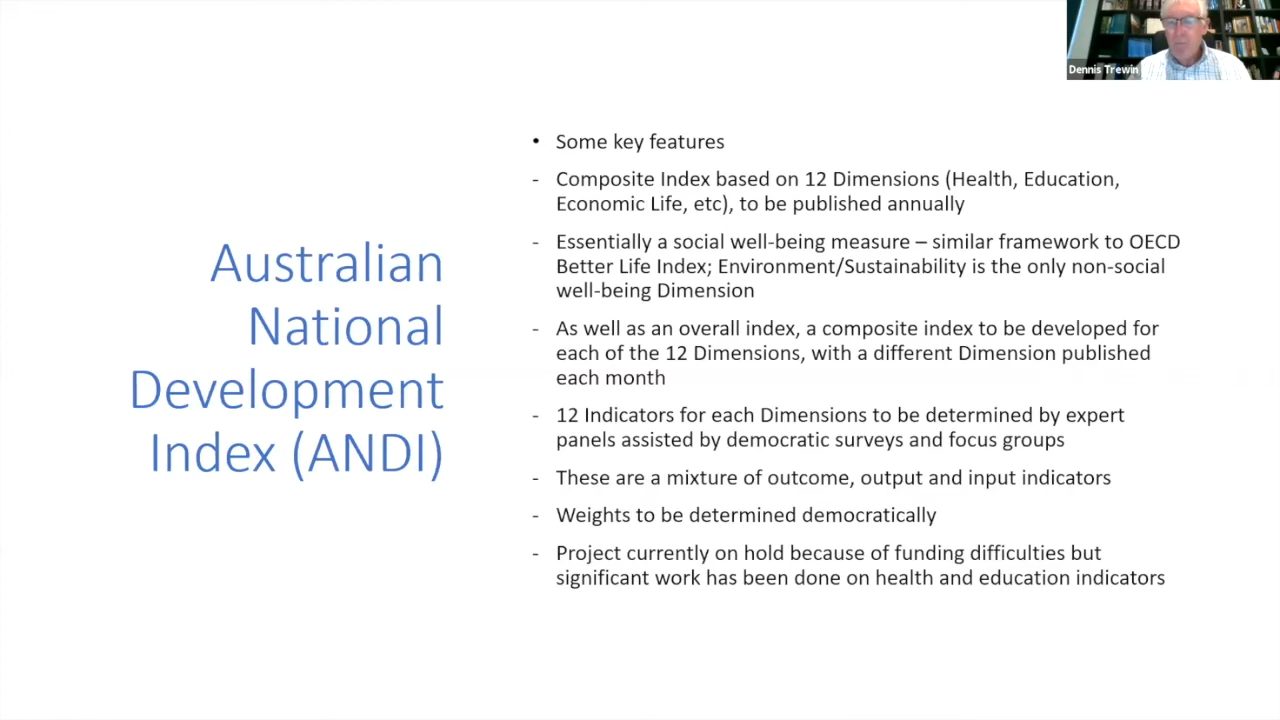 Dennis Trewin
Australian
National
Development
Index (ANDI)
• Some key features
- Composite Index based on 12 Dimensions (Health, Education,
Economic Life, etc), to be published annually
- Essentially a social well-being measure – similar framework to OECD
Better Life Index; Environment/Sustainability is the only non-social
well-being Dimension
- As well as an overall index, a composite index to be developed for
each of the 12 Dimensions, with a different Dimension published
each month
- 12 Indicators for each Dimensions to be determined by expert
panels assisted by democratic surveys and focus groups
- These are a mixture of outcome, output and input indicators
- Weights to be determined democratically
- Project currently on hold because of funding difficulties but
significant work has been done on health and education indicators